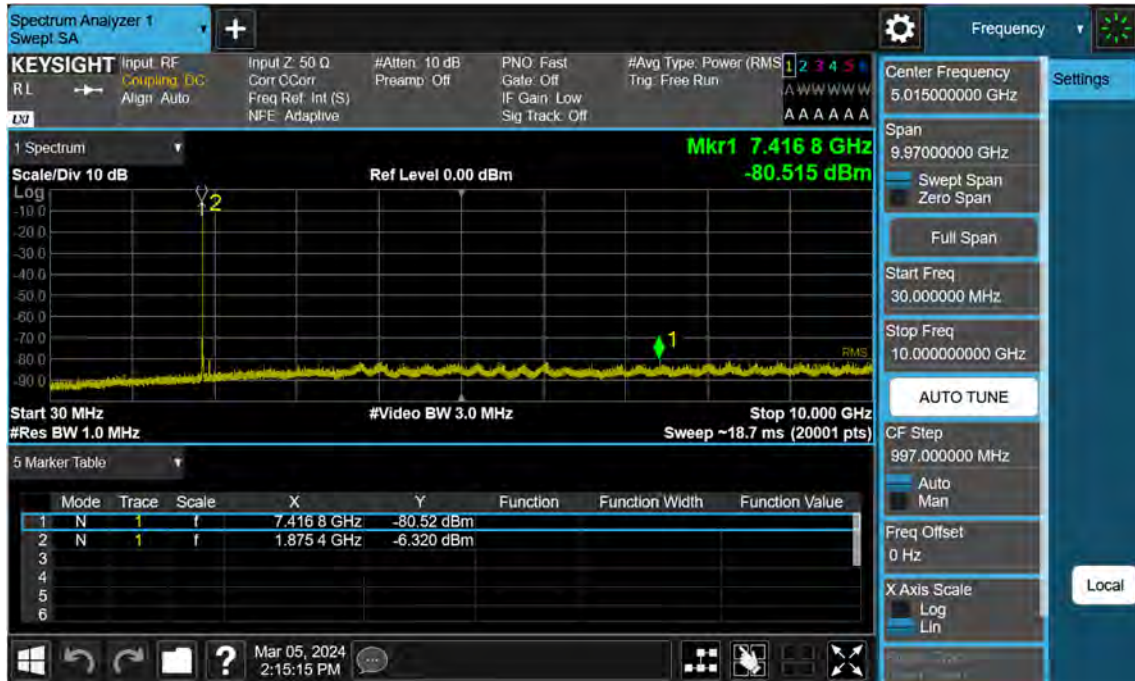 Spectrum Analyzer 1
Swept SA
+
Frequency
KEYSIGHT
RL
LXI
Input: RF
Coupling: DC
Align: Auto
Input Z: 50 Ω
Corr CCorr
Freq Ref: Int (S)
NFE: Adaptive
#Atten: 10 dB
Preamp: Off
PNO: Fast
Gate: Off
IF Gain: Low
Sig Track: Off
#Avg Type: Power (RMS
Trig: Free Run
1 2 3 4 5 6
A W W W W W
A A A A A A
1 Spectrum
Scale/Div 10 dB
Ref Level 0.00 dBm
Mkr1 7.416 8 GHz
-80.515 dBm
Log
-10.0
-20.0
-30.0
-40.0
-50.0
-60.0
-70.0
-80.0
-90.0
2
1
RMS
Start 30 MHz
#Video BW 3.0 MHz
Stop 10.000 GHz
#Res BW 1.0 MHz
Sweep ~18.7 ms (20001 pts)
5 Marker Table
Mode Trace Scale X Y Function Function Width Function Value
1 N 1 f 7.416 8 GHz -80.52 dBm
2 N 1 f 1.875 4 GHz -6.320 dBm
3
4
5
6
Mar 05, 2024
2:15:15 PM
?
Center Frequency
5.015000000 GHz
Span
9.97000000 GHz
Swept Span
Zero Span
Full Span
Start Freq
30.000000 MHz
Stop Freq
10.000000000 GHz
AUTO TUNE
CF Step
997.000000 MHz
Auto
Man
Freq Offset
0 Hz
X Axis Scale
Log
Lin
Settings
Local